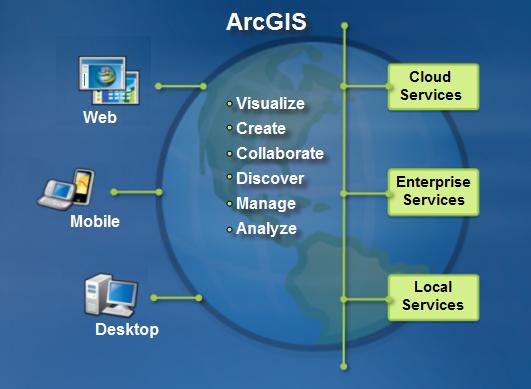 ArcGIS
Web
Mobile
Desktop
• Visualize
• Create
• Collaborate
• Discover
• Manage
• Analyze
Cloud
Services
Enterprise
Services
Local
Services